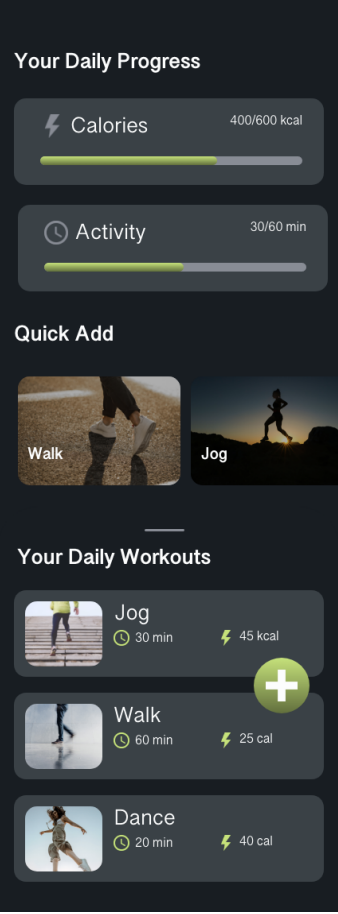 Your Daily Progress
Calories
400/600 kcal
Activity
30/60 min
Quick Add
Walk
Jog
Your Daily Workouts
Jog
30 min
45 kcal
Walk
60 min
25 cal
Dance
20 min
40 cal